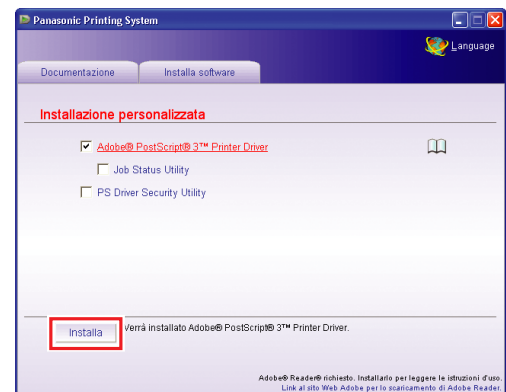 Panasonic Printing System
Language
Documentazione
Installa software
Installazione personalizzata
Adobe® PostScript® 3™ Printer Driver
Job Status Utility
PS Driver Security Utility
Installa
Verrà installato Adobe® PostScript® 3™ Printer Driver.
Adobe® Reader® richiesto. Installarlo per leggere le istruzioni d'uso.
Link al sito Web Adobe per lo scaricamento di Adobe Reader.